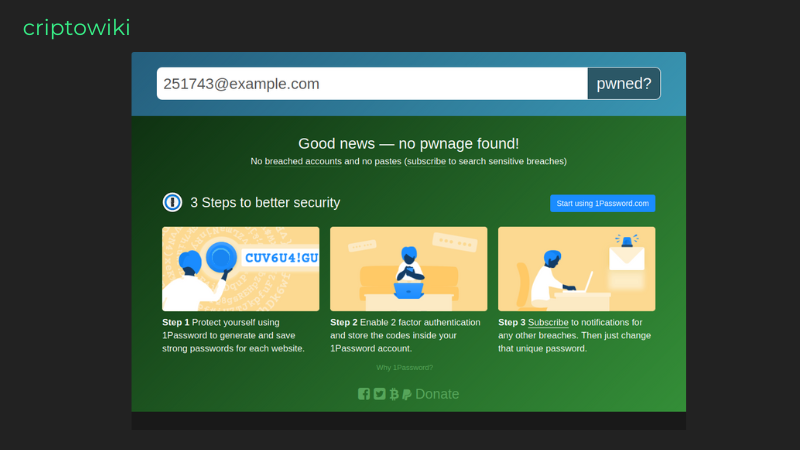 criptowiki
251743@example.com pwned?
Good news — no pwnage found!
No breached accounts and no pastes (subscribe to search sensitive breaches)
3 Steps to better security
Start using 1Password.com
CUV6U4!GU
Step 1 Protect yourself using
1Password to generate and save
strong passwords for each website.
Step 2 Enable 2 factor authentication
and store the codes inside your
1Password account.
Step 3 Subscribe to notifications for
any other breaches. Then just change
that unique password.
Why 1Password?
Donate